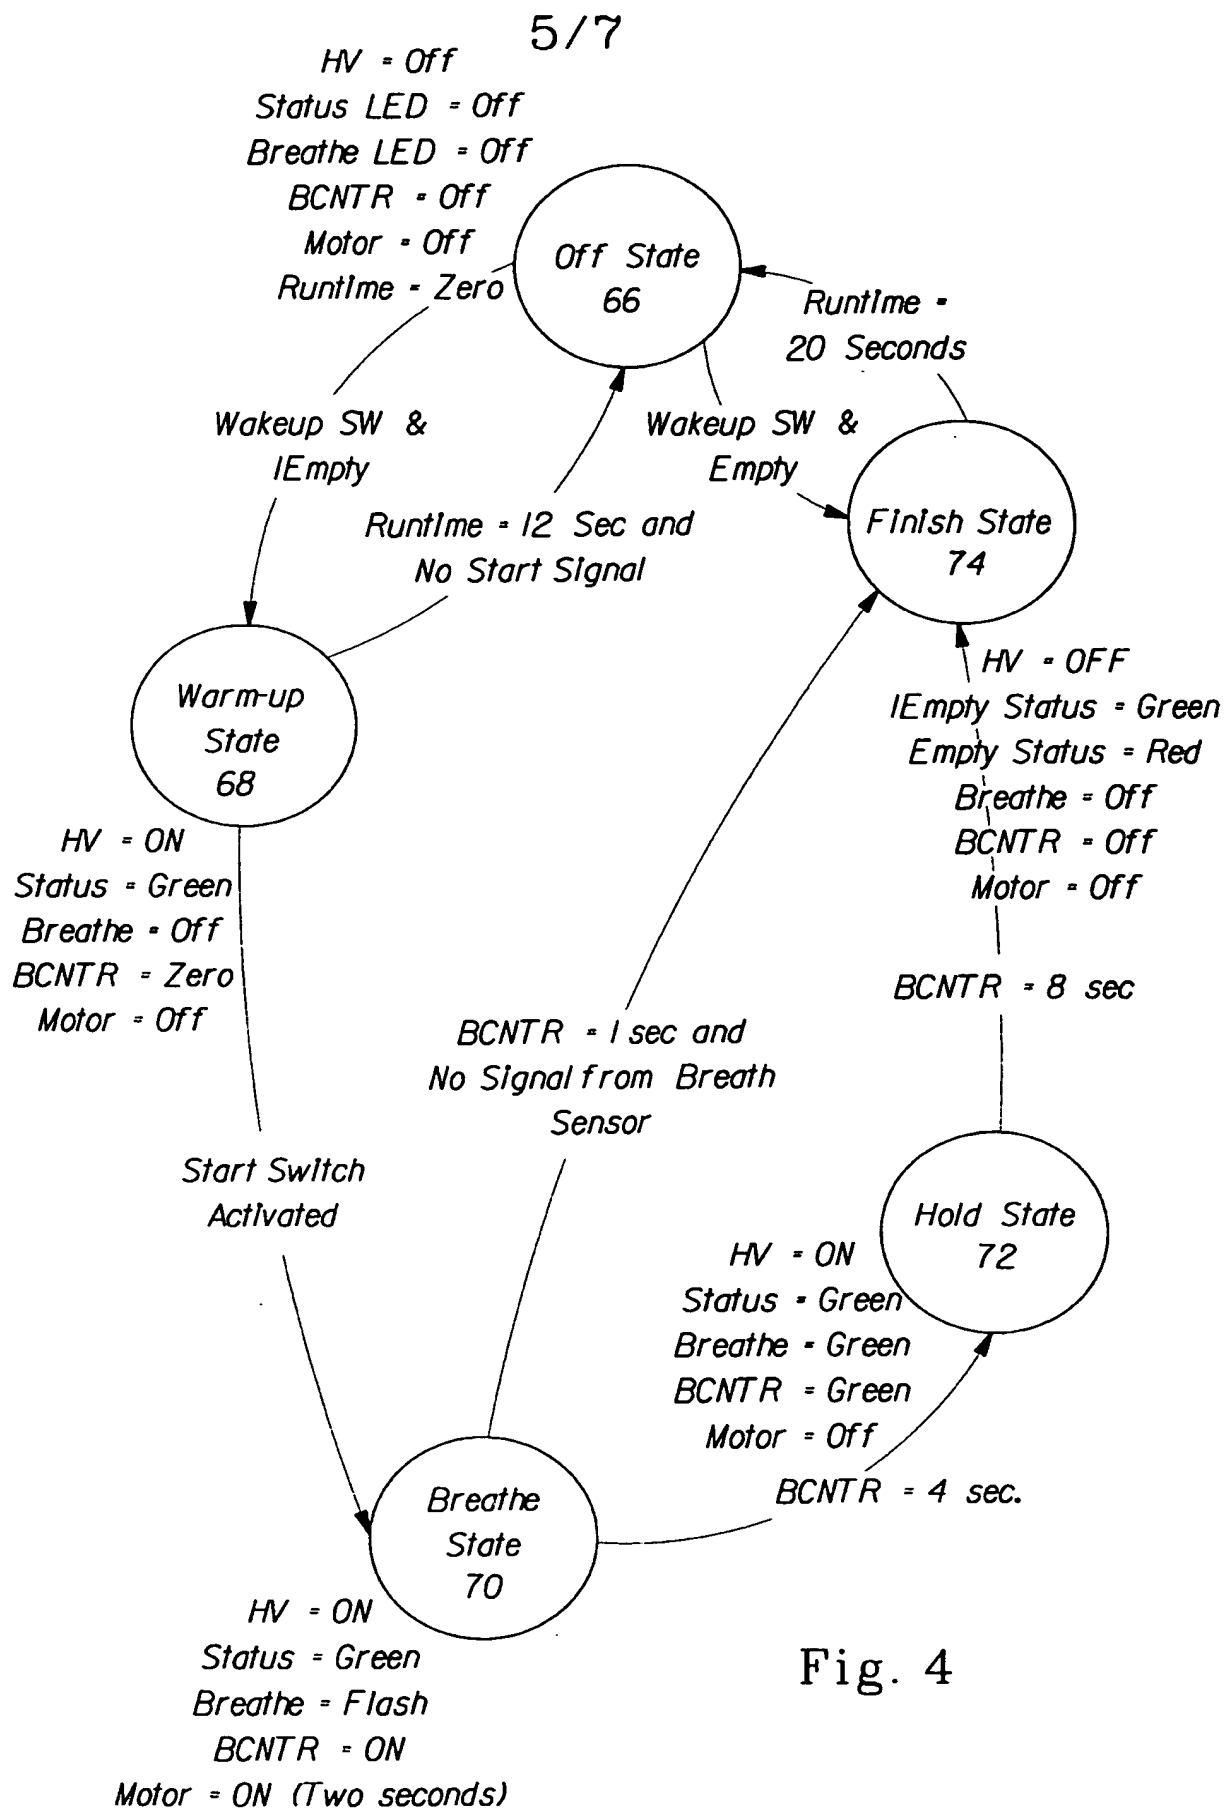 5/7
HV = Off
Status LED = Off
Breathe LED = Off
BCNTR = Off
Motor = Off
Runtime = Zero
Off State
66
Runtime =
20 Seconds
Wakeup SW &
!Empty
Wakeup SW &
Empty
Runtime = 12 Sec and
No Start Signal
Finish State
74
HV = OFF
!Empty Status = Green
Empty Status = Red
Breathe = Off
BCNTR = Off
Motor = Off
Warm-up
State
68
HV = ON
Status = Green
Breathe = Off
BCNTR = Zero
Motor = Off
BCNTR = 8 sec
BCNTR = 1 sec and
No Signal from Breath
Sensor
Start Switch
Activated
Hold State
72
HV = ON
Status = Green
Breathe = Green
BCNTR = Green
Motor = Off
BCNTR = 4 sec.
Breathe
State
70
HV = ON
Status = Green
Breathe = Flash
BCNTR = ON
Motor = ON (Two seconds)
Fig. 4